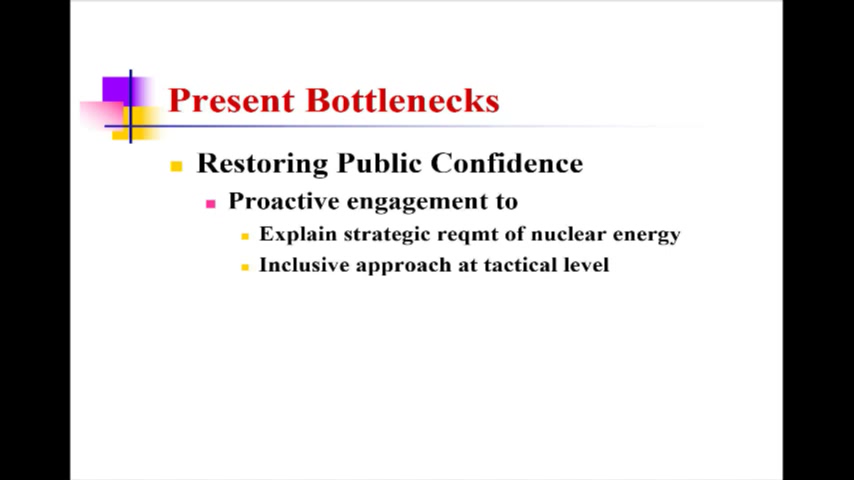 Present Bottlenecks
Restoring Public Confidence
Proactive engagement to
Explain strategic reqmt of nuclear energy
Inclusive approach at tactical level